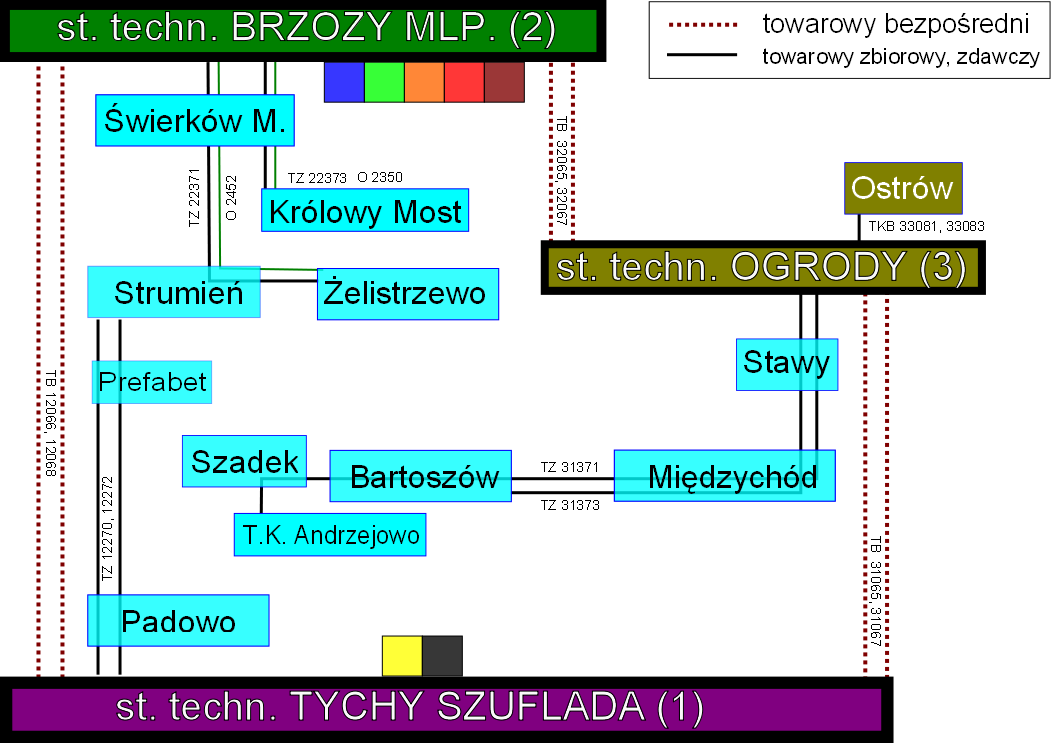 st. techn. BRZOZY MLP. (2)
towarowy bezpośredni
towarowy zbiorowy, zdawczy
Świerków M.
TB 32065, 32067
TZ 22371
O 2452
TZ 22373 O 2350
Królowy Most
Ostrów
TKB 33081, 33083
st. techn. OGRODY (3)
Strumień
Żelistrzewo
Stawy
Prefabet
TB 12066, 12068
Szadek
Bartoszów
TZ 31371
Międzychód
TZ 31373
TZ 12270, 12272
T.K. Andrzejowo
TB 31065, 31067
Padowo
st. techn. TYCHY SZUFLADA (1)